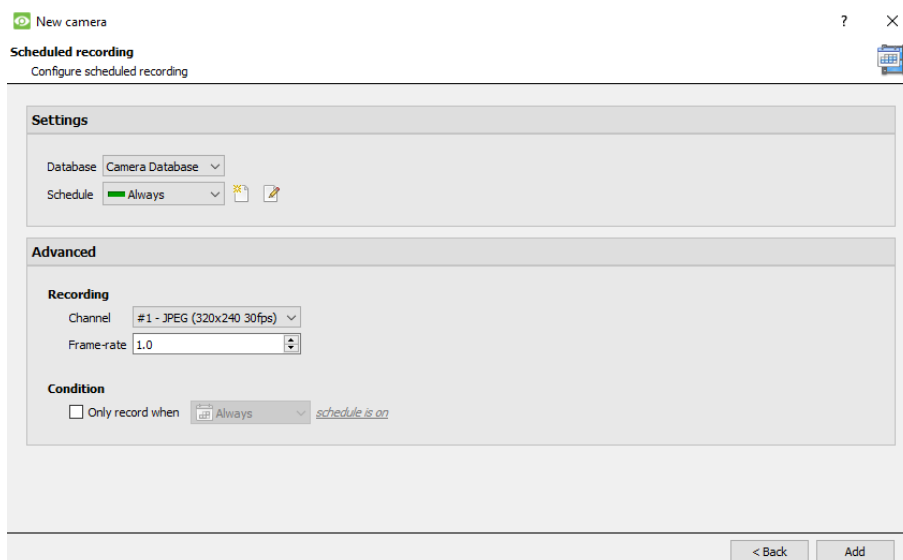 New camera ?
Scheduled recording
Configure scheduled recording
Settings
Database Camera Database
Schedule Always
Advanced
Recording
Channel #1 - JPEG (320x240 30fps)
Frame-rate 1.0
Condition
Only record when Always schedule is on
< Back Add